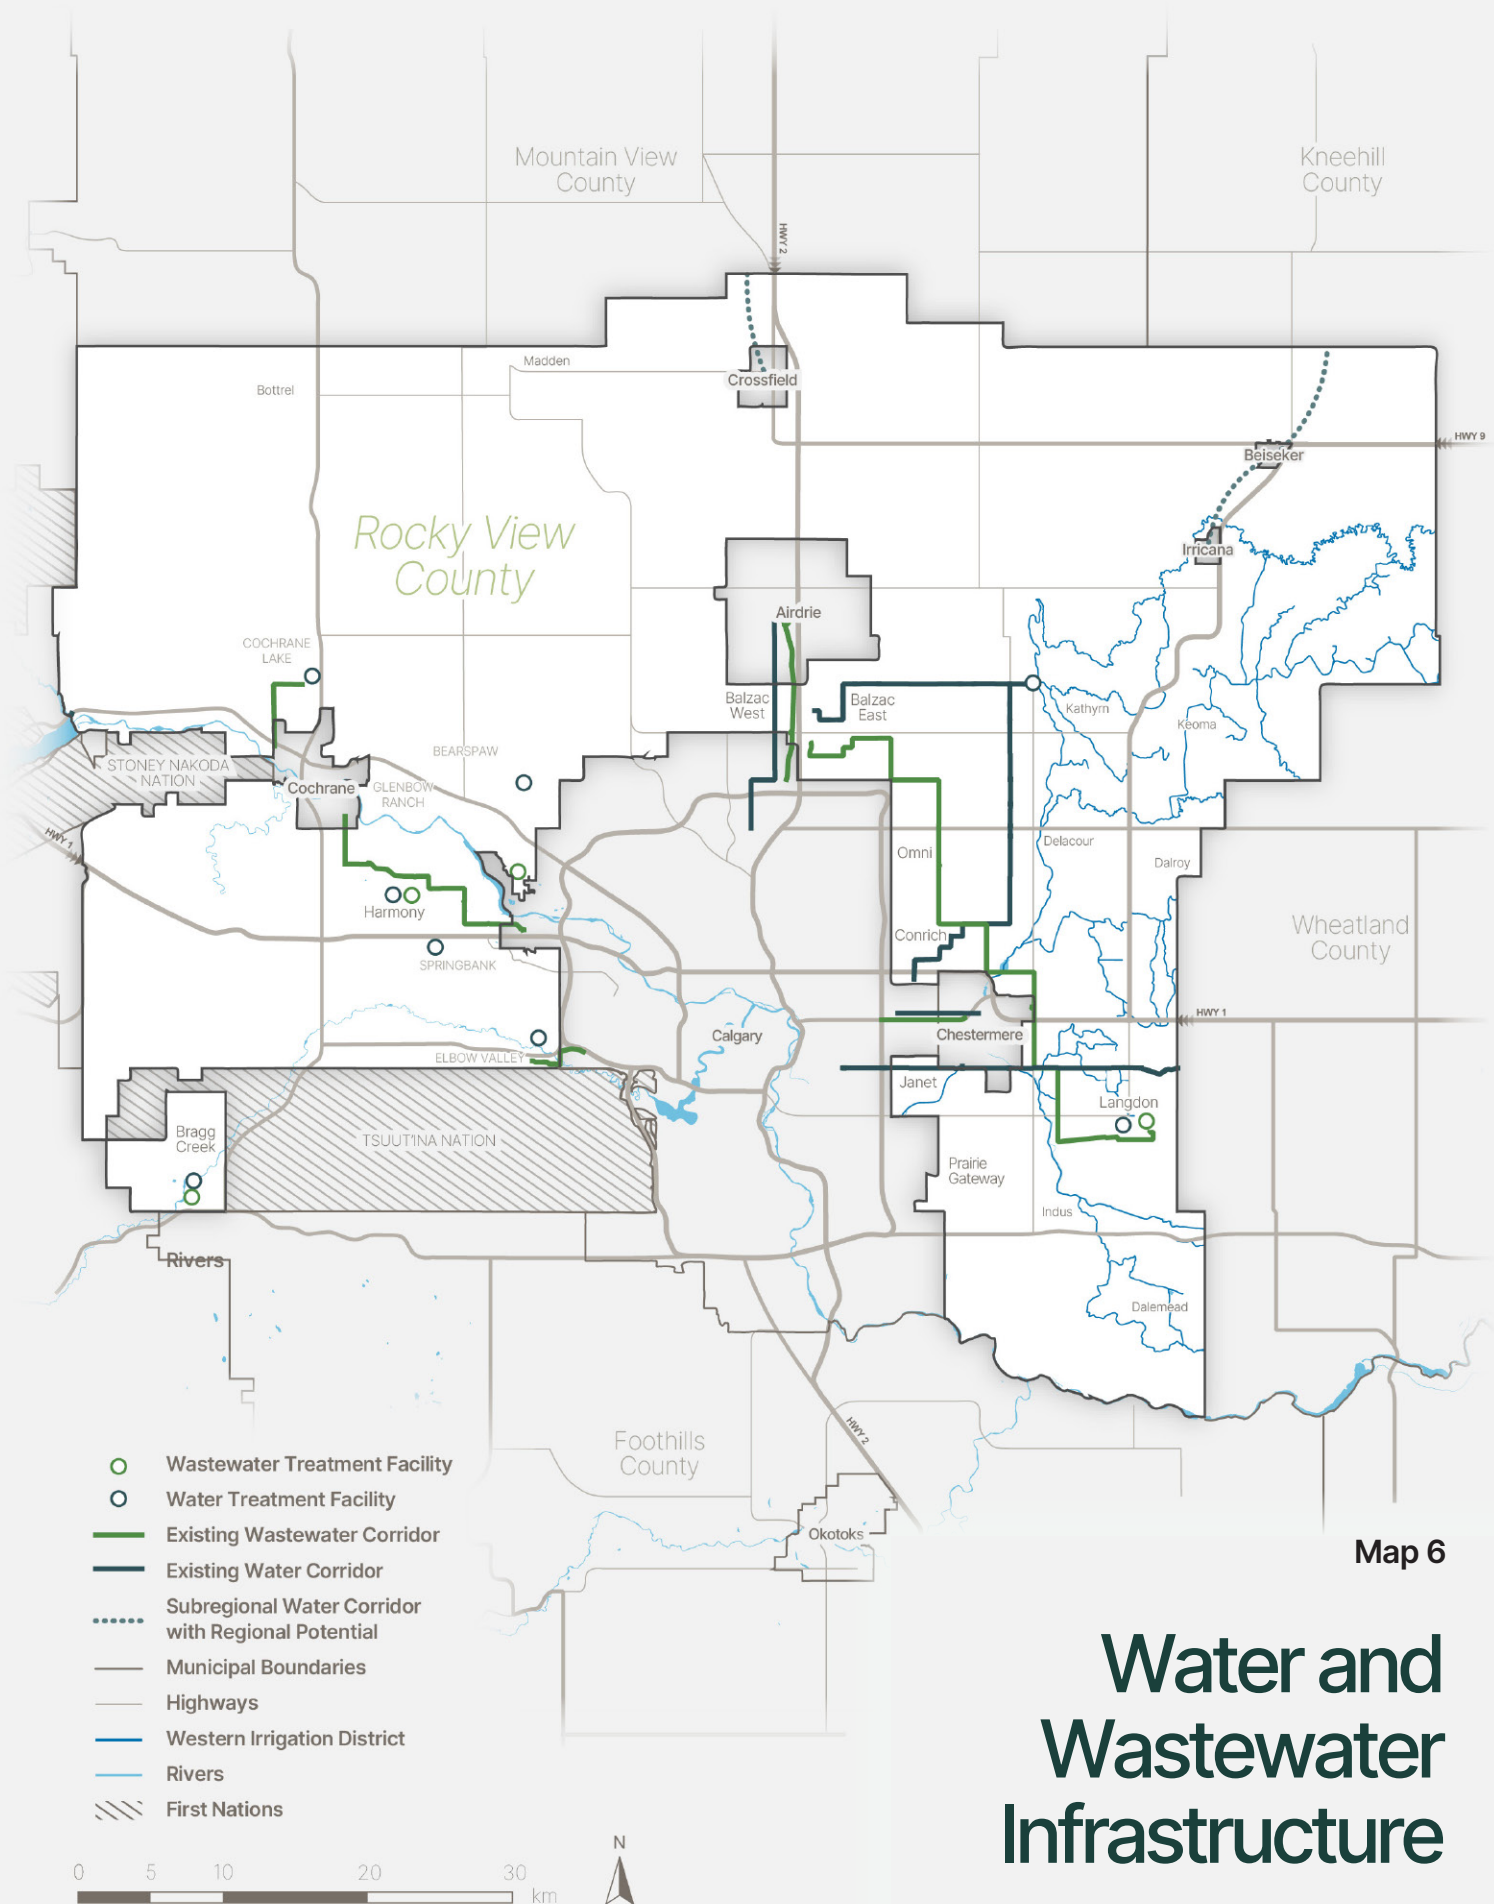 Mountain View
County
Kneehill
County
HWY 2
Madden
Crossfield
Bottrel
HWY 9
Beiseker
Rocky View
County
Irricana
Airdrie
COCHRANE
LAKE
Balzac
West
Balzac
East
Kathyrn
Keoma
BEARSPAW
STONEY NAKODA
NATION
Cochrane
GLENBOW
RANCH
HWY 1
Omni
Delacour
Dalroy
Harmony
Conrich
Wheatland
County
SPRINGBANK
HWY 1
Calgary
Chestermere
ELBOW VALLEY
Janet
Langdon
Bragg
Creek
TSUUT'INA NATION
Prairie
Gateway
Indus
Rivers
Dalemead
HWY 2
Foothills
County
Okotoks
Wastewater Treatment Facility
Water Treatment Facility
Existing Wastewater Corridor
Existing Water Corridor
Subregional Water Corridor
with Regional Potential
Municipal Boundaries
Highways
Western Irrigation District
Rivers
First Nations
0 5 10 20 30
km
N
Map 6
Water and
Wastewater
Infrastructure